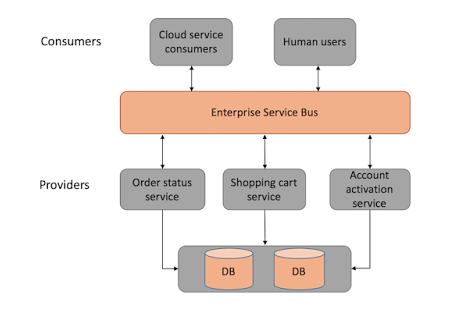 Consumers
Cloud service
consumers
Human users
Enterprise Service Bus
Providers
Order status
service
Shopping cart
service
Account
activation
service
DB
DB